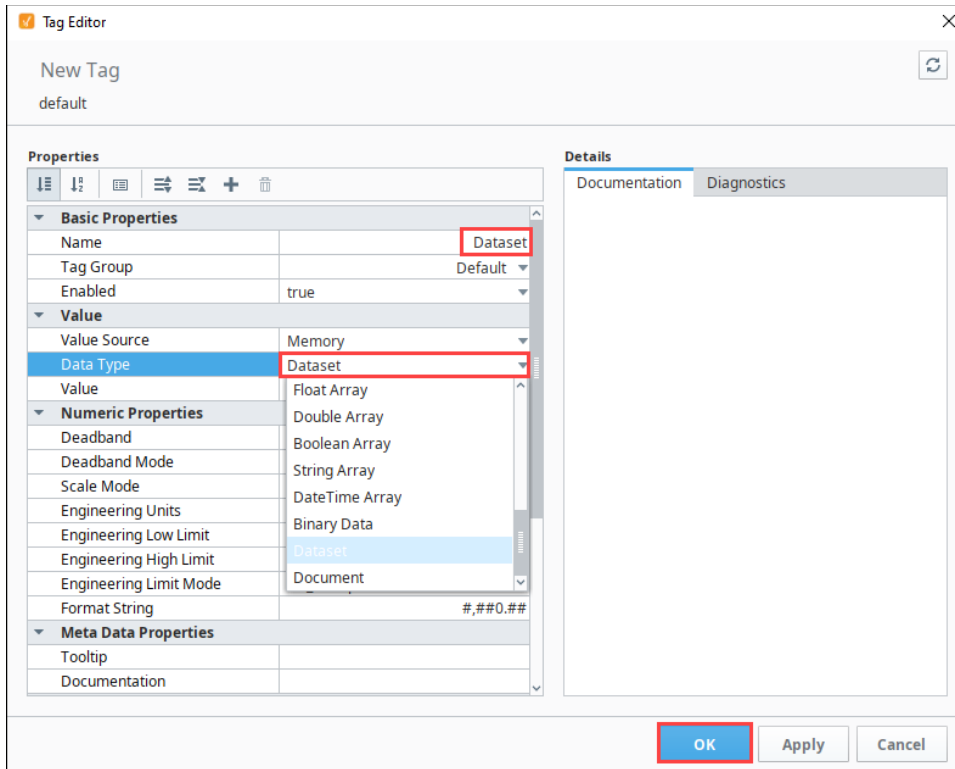 Tag Editor
New Tag
default
Properties
Details
Documentation Diagnostics
Basic Properties
Name Dataset
Tag Group Default
Enabled true
Value
Value Source Memory
Data Type Dataset
Value
Float Array
Double Array
Boolean Array
String Array
DateTime Array
Binary Data
Dataset
Document
Numeric Properties
Deadband
Deadband Mode
Scale Mode
Engineering Units
Engineering Low Limit
Engineering High Limit
Engineering Limit Mode
Format String #,##0.##
Meta Data Properties
Tooltip
Documentation
OK Apply Cancel